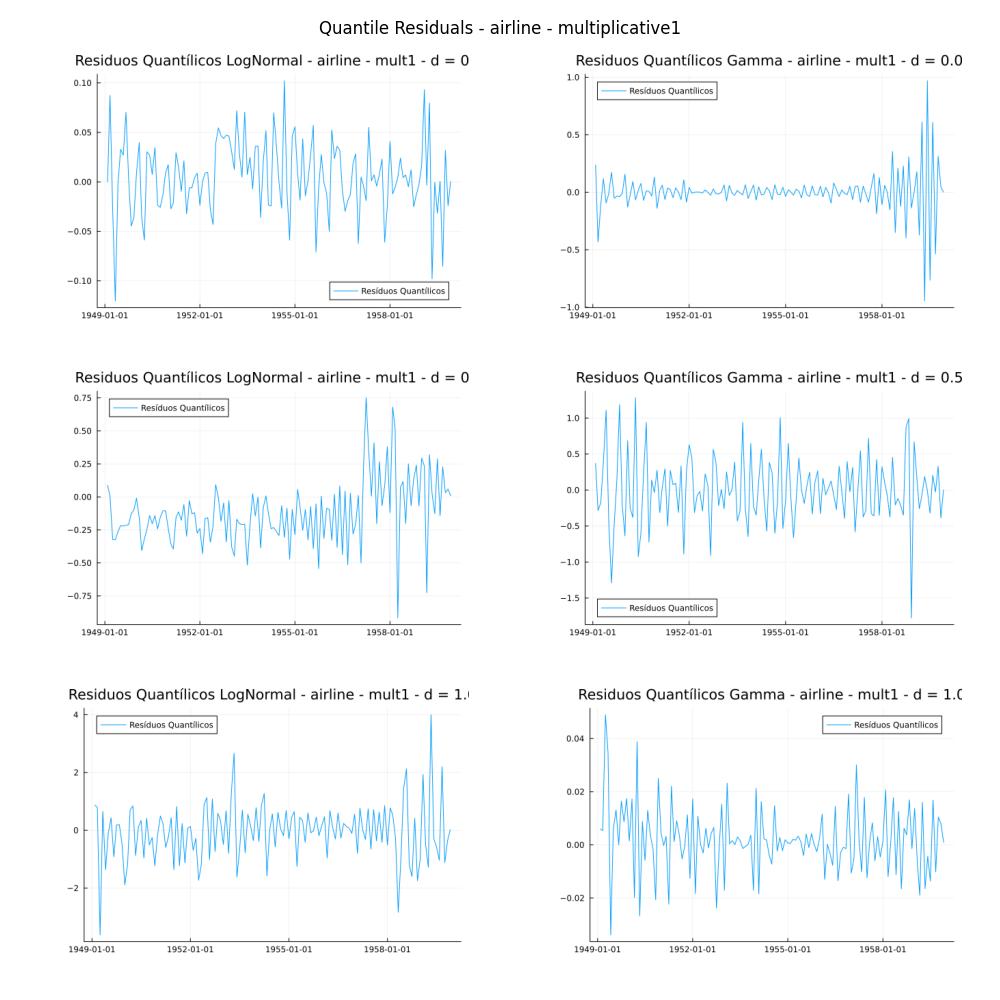 Quantile Residuals - airline - multiplicative1
Residuos Quantílicos LogNormal - airline - mult1 - d = 0
0.10
0.05
0.00
−0.05
−0.10
Resíduos Quantílicos
1949-01-01 1952-01-01 1955-01-01 1958-01-01
Residuos Quantílicos Gamma - airline - mult1 - d = 0.0
1.0
Resíduos Quantílicos
0.5
0.0
−0.5
−1.0
1949-01-01 1952-01-01 1955-01-01 1958-01-01
Residuos Quantílicos LogNormal - airline - mult1 - d = 0
0.75
Resíduos Quantílicos
0.50
0.25
0.00
−0.25
−0.50
−0.75
1949-01-01 1952-01-01 1955-01-01 1958-01-01
Residuos Quantílicos Gamma - airline - mult1 - d = 0.5
1.0
0.5
0.0
−0.5
−1.0
−1.5
Resíduos Quantílicos
1949-01-01 1952-01-01 1955-01-01 1958-01-01
Residuos Quantílicos LogNormal - airline - mult1 - d = 1.
4
Resíduos Quantílicos
2
0
−2
1949-01-01 1952-01-01 1955-01-01 1958-01-01
Residuos Quantílicos Gamma - airline - mult1 - d = 1.0
Resíduos Quantílicos
0.04
0.02
0.00
−0.02
1949-01-01 1952-01-01 1955-01-01 1958-01-01